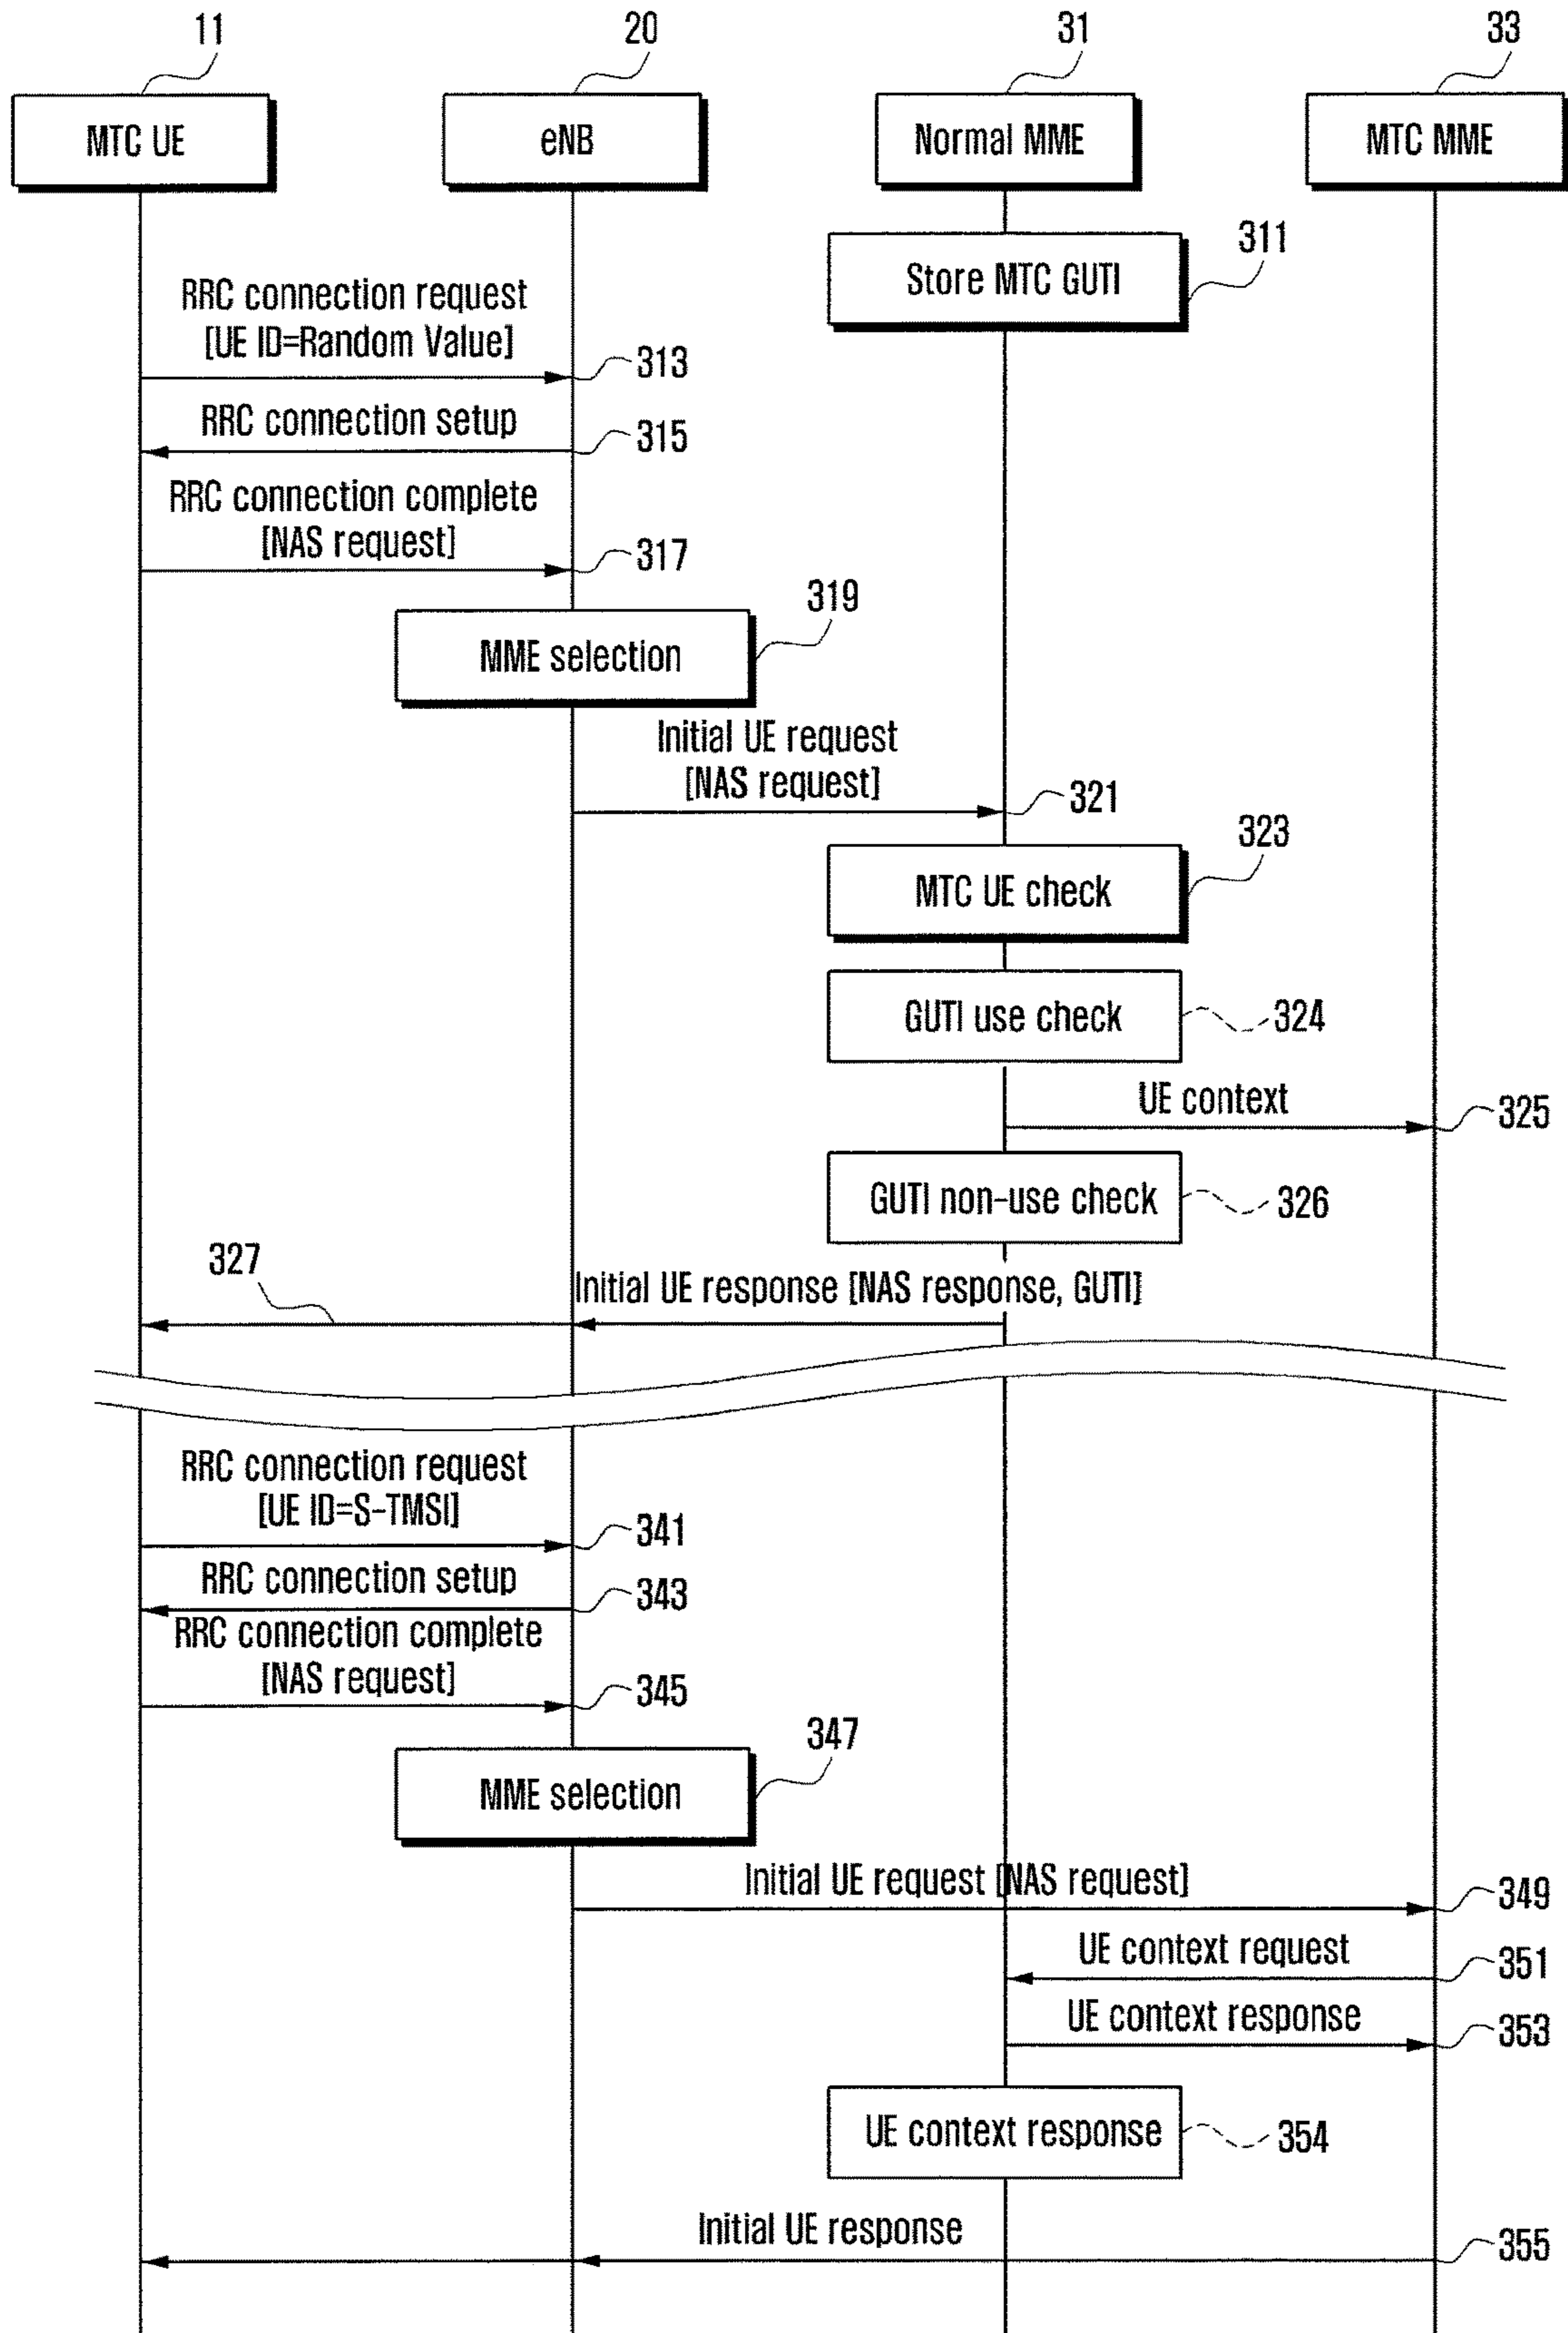 11
20
31
33
MTC UE
eNB
Normal MME
MTC MME
311
Store MTC GUTI
RRC connection request
[UE ID=Random Value]
313
RRC connection setup
315
RRC connection complete
[NAS request]
317
319
MME selection
Initial UE request
[NAS request]
321
323
MTC UE check
GUTI use check
324
UE context
325
GUTI non-use check
326
327
Initial UE response [NAS response, GUTI]
RRC connection request
[UE ID=S-TMSI]
341
RRC connection setup
343
RRC connection complete
[NAS request]
345
347
MME selection
Initial UE request [NAS request]
349
UE context request
351
UE context response
353
UE context response
354
Initial UE response
355